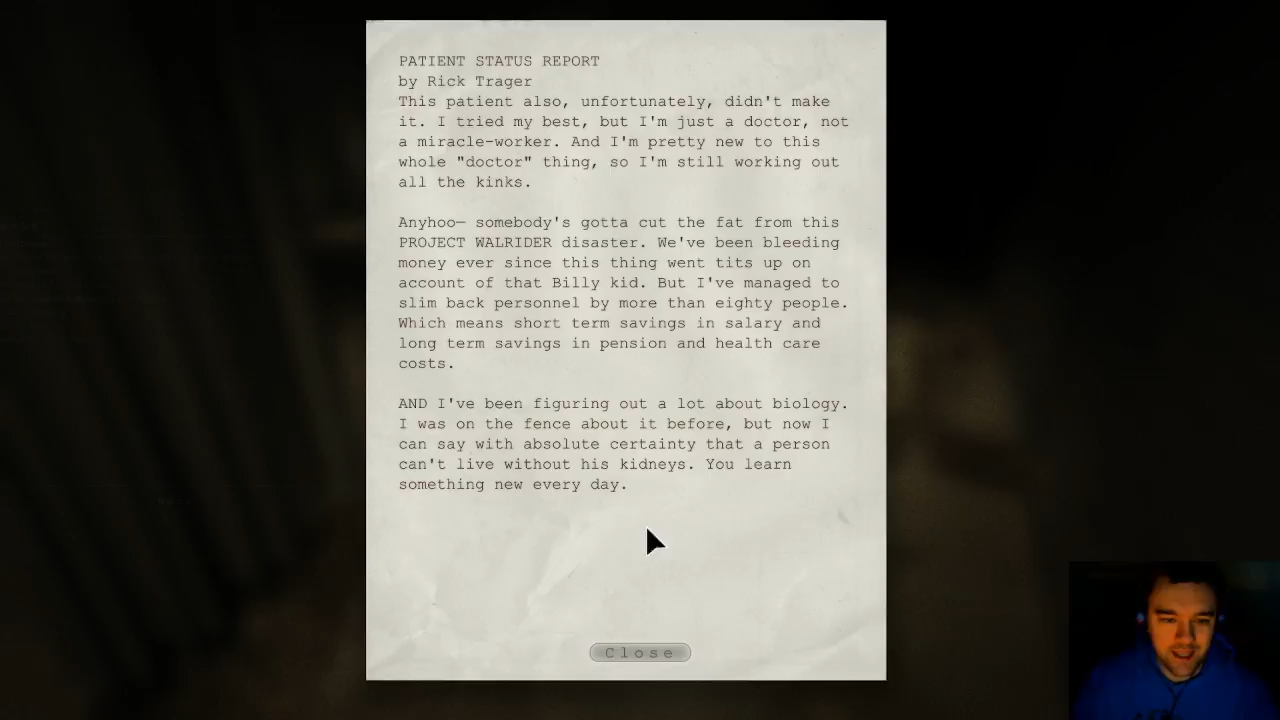 PATIENT STATUS REPORT
by Rick Trager
This patient also, unfortunately, didn't make
it. I tried my best, but I'm just a doctor, not
a miracle-worker. And I'm pretty new to this
whole "doctor" thing, so I'm still working out
all the kinks.
Anyhoo— somebody's gotta cut the fat from this
PROJECT WALRIDER disaster. We've been bleeding
money ever since this thing went tits up on
account of that Billy kid. But I've managed to
slim back personnel by more than eighty people.
Which means short term savings in salary and
long term savings in pension and health care
costs.
AND I've been figuring out a lot about biology.
I was on the fence about it before, but now I
can say with absolute certainty that a person
can't live without his kidneys. You learn
something new every day.
Close